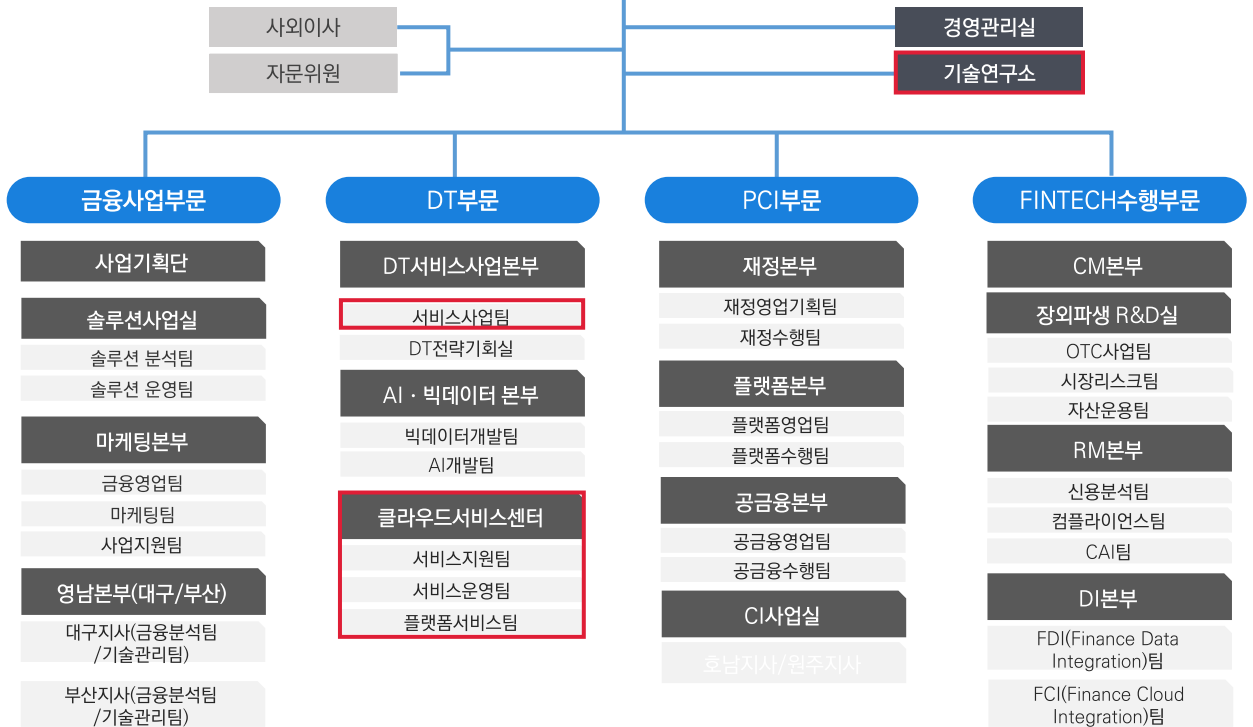 사외이사
자문위원
경영관리실
기술연구소
금융사업부문
사업기획단
솔루션사업실
솔루션 분석팀
솔루션 운영팀
마케팅본부
금융영업팀
마케팅팀
사업지원팀
영남본부(대구/부산)
대구지사(금융분석팀
/기술관리팀)
부산지사(금융분석팀
/기술관리팀)
DT부문
DT서비스사업본부
서비스사업팀
DT전략기회실
AI · 빅데이터 본부
빅데이터개발팀
AI개발팀
클라우드서비스센터
서비스지원팀
서비스운영팀
플랫폼서비스팀
PCI부문
재정본부
재정영업기획팀
재정수행팀
플랫폼본부
플랫폼영업팀
플랫폼수행팀
공금융본부
공금융영업팀
공금융수행팀
CI사업실
호남지사/원주지사
FINTECH수행부문
CM본부
장외파생 R&D실
OTC사업팀
시장리스크팀
자산운용팀
RM본부
신용분석팀
컴플라이언스팀
CAI팀
DI본부
FDI(Finance Data
Integration)팀
FCI(Finance Cloud
Integration)팀